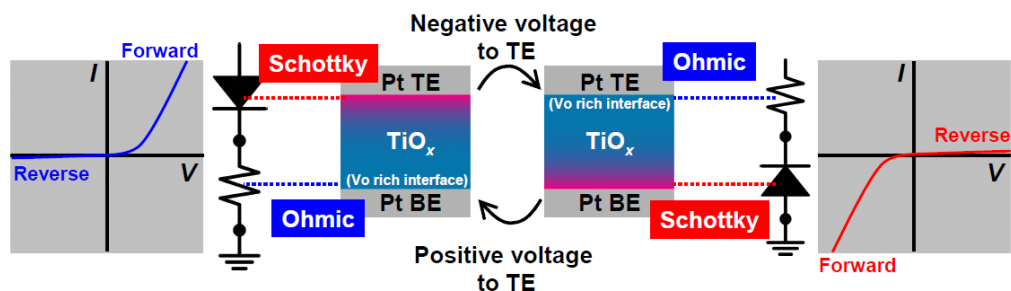 Forward
I
V
Reverse
Schottky
Ohmic
Pt TE
TiOx
(Vo rich interface)
Pt BE
Negative voltage
to TE
Positive voltage
to TE
Pt TE
(Vo rich interface)
TiOx
Pt BE
Ohmic
Schottky
I
Reverse
V
Forward